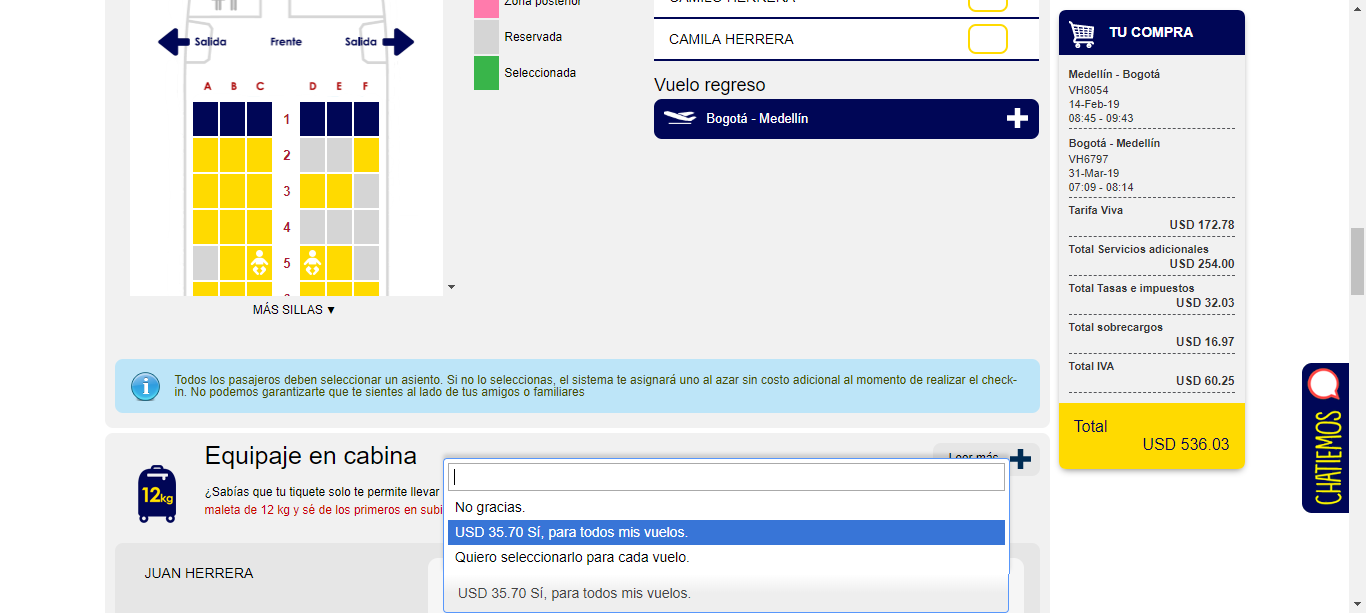 Zona posterior
Reservada
Seleccionada
Salida
Frente
Salida
A B C D E F
1
2
3
4
5
MÁS SILLAS ▼
CAMILO HERRERA
CAMILA HERRERA
Vuelo regreso
Bogotá - Medellín
Todos los pasajeros deben seleccionar un asiento. Si no lo seleccionas, el sistema te asignará uno al azar sin costo adicional al momento de realizar el check-
in. No podemos garantizarte que te sientes al lado de tus amigos o familiares
12kg
Equipaje en cabina
Leer más
¿Sabías que tu tiquete solo te permite llevar
maleta de 12 kg y sé de los primeros en subi
No gracias.
USD 35.70 Sí, para todos mis vuelos.
Quiero seleccionarlo para cada vuelo.
USD 35.70 Sí, para todos mis vuelos.
JUAN HERRERA
TU COMPRA
Medellín - Bogotá
VH8054
14-Feb-19
08:45 - 09:43
Bogotá - Medellín
VH6797
31-Mar-19
07:09 - 08:14
Tarifa Viva
USD 172.78
Total Servicios adicionales
USD 254.00
Total Tasas e impuestos
USD 32.03
Total sobrecargos
USD 16.97
Total IVA
USD 60.25
Total
USD 536.03
CHATIEMOS